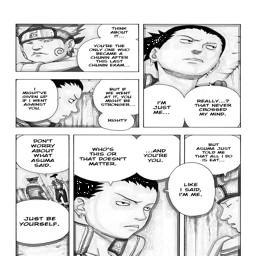 THINK
ABOUT
IT...
YOU'RE THE
ONLY ONE WHO
BECAME A
CHUNIN AFTER
THIS LAST
CHUNIN EXAM...
REALLY...?
THAT NEVER
CROSSED
MY MIND.
I'M
JUST
ME...
BUT IF
WE WENT
AT IT, YOU
MIGHT BE
STRONGER...
I
MIGHT'VE
GIVEN UP
IF I WENT
AGAINST
YOU.
BUT
ASUMA JUST
TOLD ME
THAT ALL I DO
IS EAT...
LIKE
I SAID,
I'M ME.
...AND
YOU'RE
YOU.
WHO'S
THIS OR
THAT DOESN'T
MATTER.
DON'T
WORRY
ABOUT
WHAT
ASUMA
SAID.
JUST BE
YOURSELF.